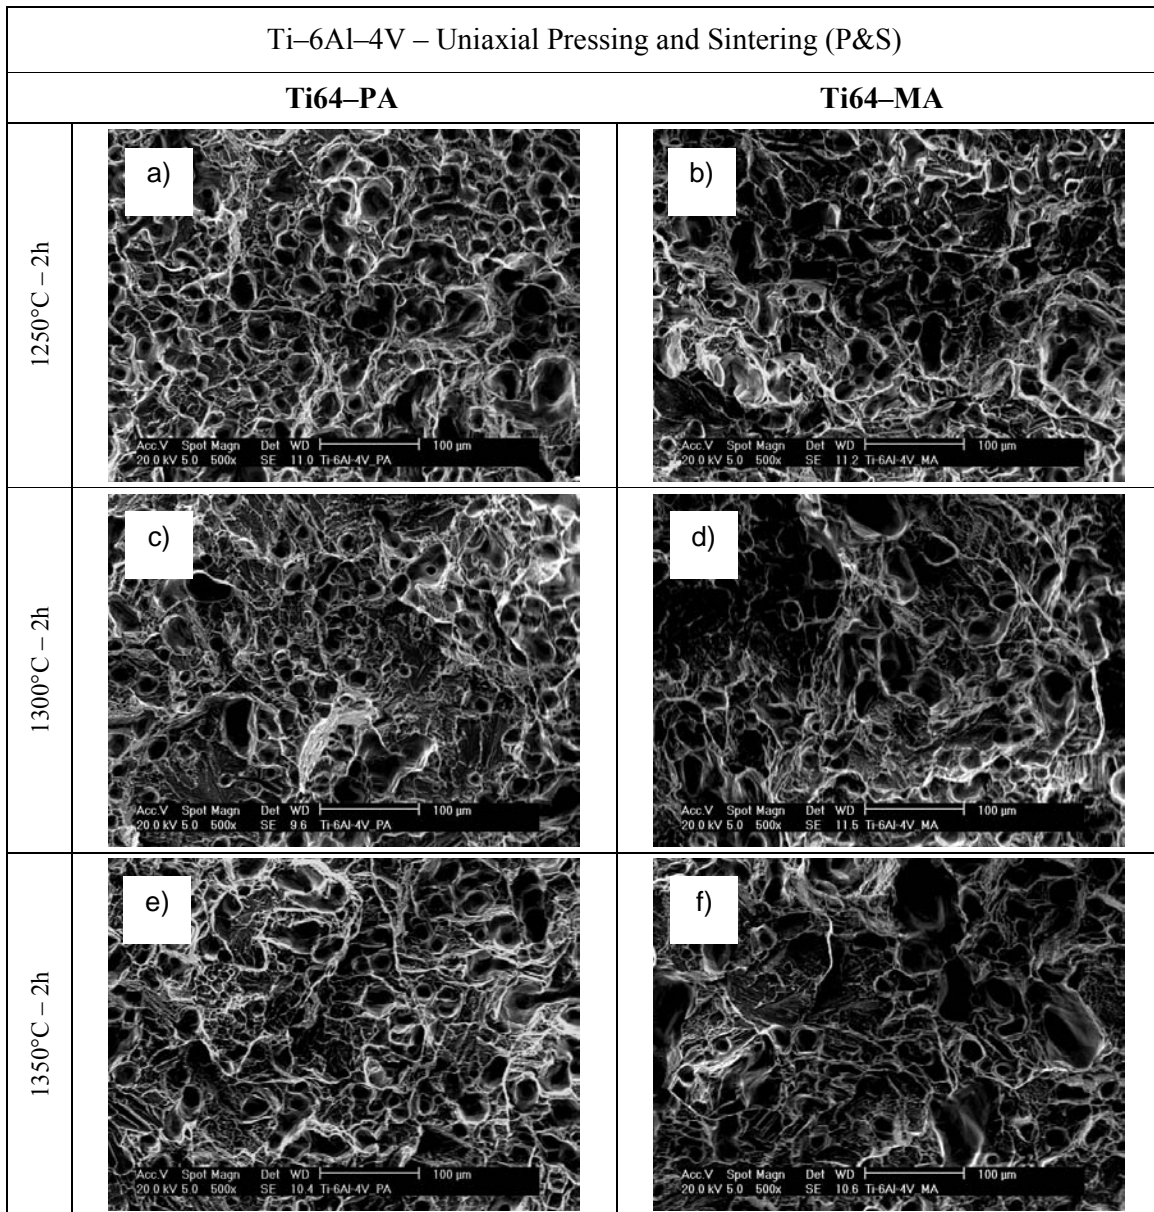 Ti–6Al–4V – Uniaxial Pressing and Sintering (P&S)
Ti64–PA
Ti64–MA
1250°C – 2h
a)
Acc.V Spot Magn Det WD 100 µm
20.0 kV 5.0 500x SE 11.0 Ti-6Al-4V_PA
b)
Acc.V Spot Magn Det WD 100 µm
20.0 kV 5.0 500x SE 11.2 Ti-6Al-4V_MA
1300°C – 2h
c)
Acc.V Spot Magn Det WD 100 µm
20.0 kV 5.0 500x SE 9.6 Ti-6Al-4V_PA
d)
Acc.V Spot Magn Det WD 100 µm
20.0 kV 5.0 500x SE 11.5 Ti-6Al-4V_MA
1350°C – 2h
e)
Acc.V Spot Magn Det WD 100 µm
20.0 kV 5.0 500x SE 10.4 Ti-6Al-4V_PA
f)
Acc.V Spot Magn Det WD 100 µm
20.0 kV 5.0 500x SE 10.6 Ti-6Al-4V_MA